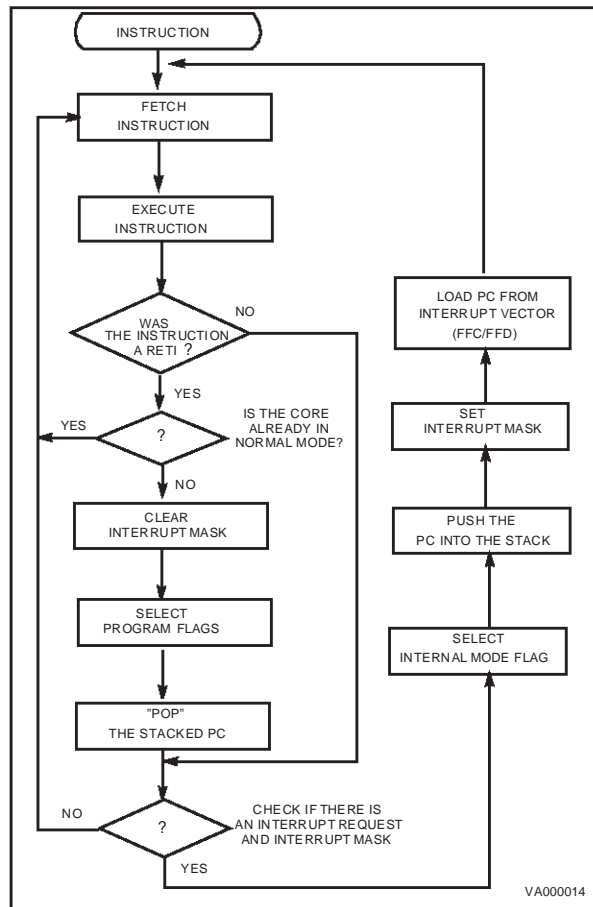 INSTRUCTION
FETCH
INSTRUCTION
EXECUTE
INSTRUCTION
WAS
THE INSTRUCTION
A RETI ?
NO
YES
?
IS THE CORE
ALREADY IN
NORMAL MODE?
YES
NO
CLEAR
INTERRUPT MASK
SELECT
PROGRAM FLAGS
"POP"
THE STACKED PC
?
CHECK IF THERE IS
AN INTERRUPT REQUEST
AND INTERRUPT MASK
NO
YES
LOAD PC FROM
INTERRUPT VECTOR
(FFC/FFD)
SET
INTERRUPT MASK
PUSH THE
PC INTO THE STACK
SELECT
INTERNAL MODE FLAG
VA000014